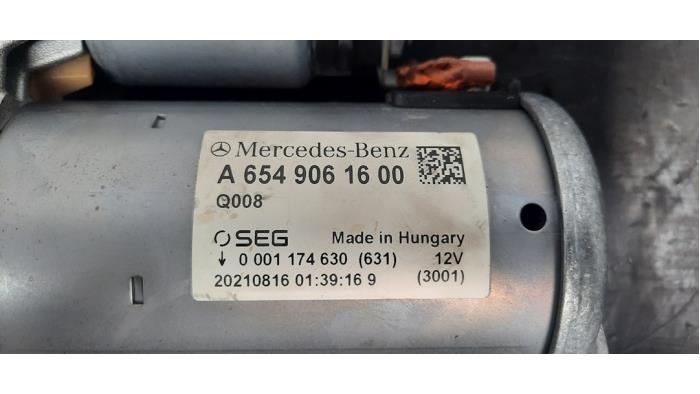 Mercedes-Benz
A 654 906 16 00
Q008
SEG Made in Hungary
↓ 0 001 174 630 (631) 12V
20210816 01:39:16 9 (3001)